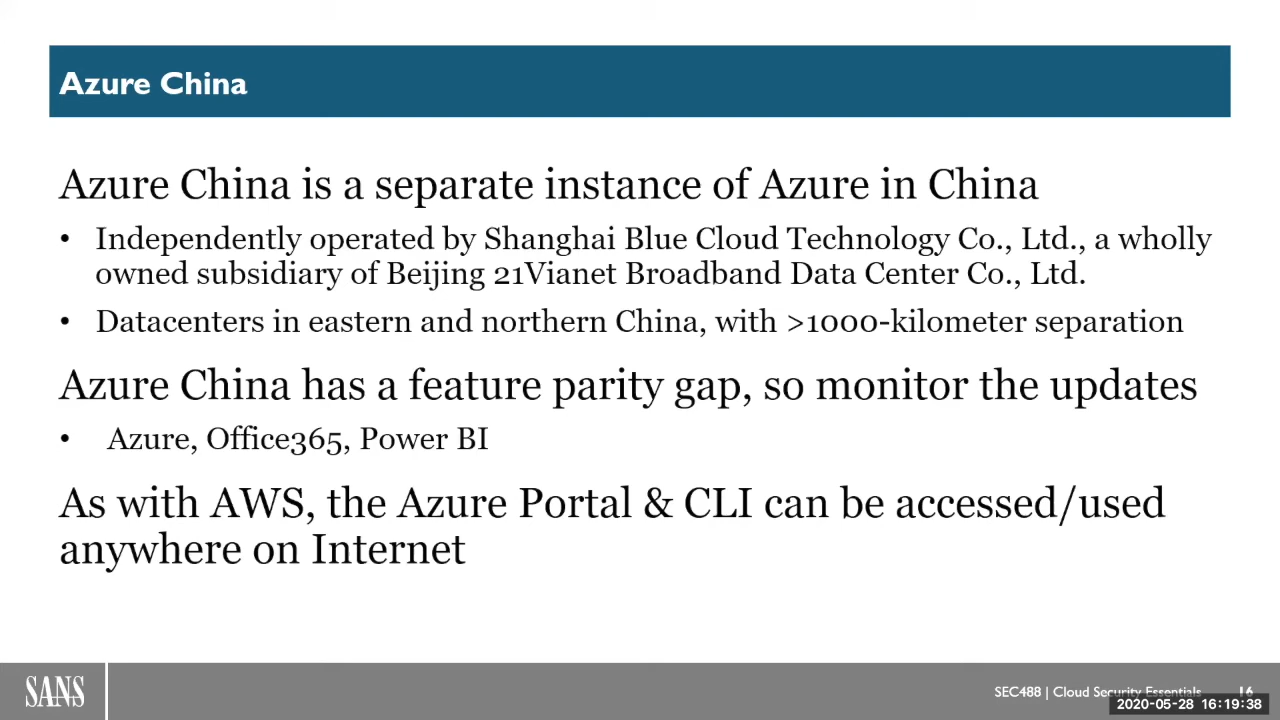 Azure China
Azure China is a separate instance of Azure in China
• Independently operated by Shanghai Blue Cloud Technology Co., Ltd., a wholly
owned subsidiary of Beijing 21Vianet Broadband Data Center Co., Ltd.
• Datacenters in eastern and northern China, with >1000-kilometer separation
Azure China has a feature parity gap, so monitor the updates
• Azure, Office365, Power BI
As with AWS, the Azure Portal & CLI can be accessed/used
anywhere on Internet
SANS
SEC488 | Cloud Security Essentials 16
2020-05-28 16:19:38